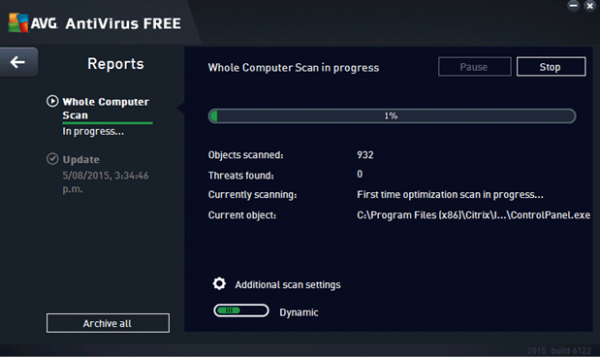 AVG AntiVirus FREE
Reports
Whole Computer
Scan
In progress...
Update
5/08/2015, 3:34:46
p.m.
Archive all
Whole Computer Scan in progress
Pause
Stop
1%
Objects scanned: 932
Threats found: 0
Currently scanning: First time optimization scan in progress...
Current object: C:\Program Files (x86)\Citrix\I...\ControlPanel.exe
Additional scan settings
Dynamic
2015 build 6122